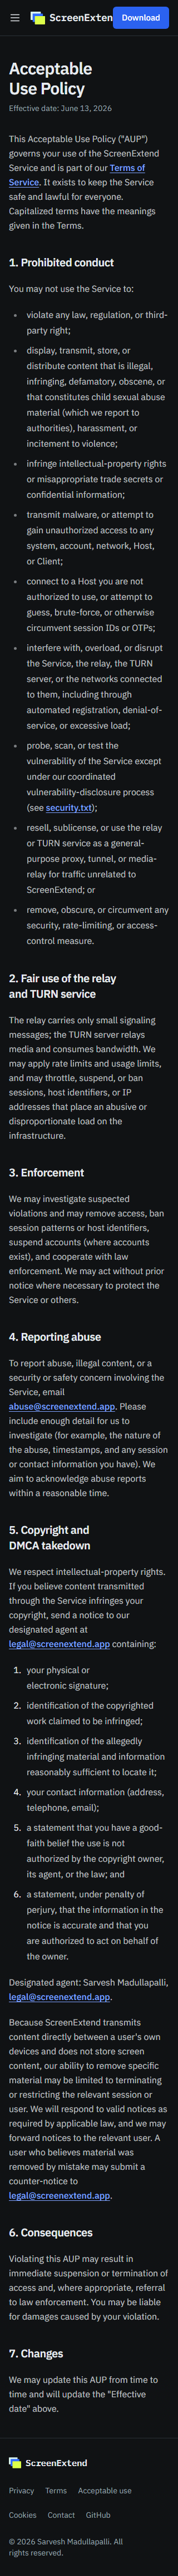 ScreenExten
Download
Acceptable
Use Policy
Effective date: June 13, 2026
This Acceptable Use Policy ("AUP")
governs your use of the ScreenExtend
Service and is part of our Terms of
Service. It exists to keep the Service
safe and lawful for everyone.
Capitalized terms have the meanings
given in the Terms.
1. Prohibited conduct
You may not use the Service to:
violate any law, regulation, or third-
party right;
display, transmit, store, or
distribute content that is illegal,
infringing, defamatory, obscene, or
that constitutes child sexual abuse
material (which we report to
authorities), harassment, or
incitement to violence;
infringe intellectual-property rights
or misappropriate trade secrets or
confidential information;
transmit malware, or attempt to
gain unauthorized access to any
system, account, network, Host,
or Client;
connect to a Host you are not
authorized to use, or attempt to
guess, brute-force, or otherwise
circumvent session IDs or OTPs;
interfere with, overload, or disrupt
the Service, the relay, the TURN
server, or the networks connected
to them, including through
automated registration, denial-of-
service, or excessive load;
probe, scan, or test the
vulnerability of the Service except
under our coordinated
vulnerability-disclosure process
(see security.txt);
resell, sublicense, or use the relay
or TURN service as a general-
purpose proxy, tunnel, or media-
relay for traffic unrelated to
ScreenExtend; or
remove, obscure, or circumvent any
security, rate-limiting, or access-
control measure.
2. Fair use of the relay
and TURN service
The relay carries only small signaling
messages; the TURN server relays
media and consumes bandwidth. We
may apply rate limits and usage limits,
and may throttle, suspend, or ban
sessions, host identifiers, or IP
addresses that place an abusive or
disproportionate load on the
infrastructure.
3. Enforcement
We may investigate suspected
violations and may remove access, ban
session patterns or host identifiers,
suspend accounts (where accounts
exist), and cooperate with law
enforcement. We may act without prior
notice where necessary to protect the
Service or others.
4. Reporting abuse
To report abuse, illegal content, or a
security or safety concern involving the
Service, email
abuse@screenextend.app. Please
include enough detail for us to
investigate (for example, the nature of
the abuse, timestamps, and any session
or contact information you have). We
aim to acknowledge abuse reports
within a reasonable time.
5. Copyright and
DMCA takedown
We respect intellectual-property rights.
If you believe content transmitted
through the Service infringes your
copyright, send a notice to our
designated agent at
legal@screenextend.app containing:
1. your physical or
electronic signature;
2. identification of the copyrighted
work claimed to be infringed;
3. identification of the allegedly
infringing material and information
reasonably sufficient to locate it;
4. your contact information (address,
telephone, email);
5. a statement that you have a good-
faith belief the use is not
authorized by the copyright owner,
its agent, or the law; and
6. a statement, under penalty of
perjury, that the information in the
notice is accurate and that you
are authorized to act on behalf of
the owner.
Designated agent: Sarvesh Madullapalli,
legal@screenextend.app.
Because ScreenExtend transmits
content directly between a user's own
devices and does not store screen
content, our ability to remove specific
material may be limited to terminating
or restricting the relevant session or
user. We will respond to valid notices as
required by applicable law, and we may
forward notices to the relevant user. A
user who believes material was
removed by mistake may submit a
counter-notice to
legal@screenextend.app.
6. Consequences
Violating this AUP may result in
immediate suspension or termination of
access and, where appropriate, referral
to law enforcement. You may be liable
for damages caused by your violation.
7. Changes
We may update this AUP from time to
time and will update the "Effective
date" above.
ScreenExtend
Privacy Terms Acceptable use
Cookies Contact GitHub
© 2026 Sarvesh Madullapalli. All
rights reserved.